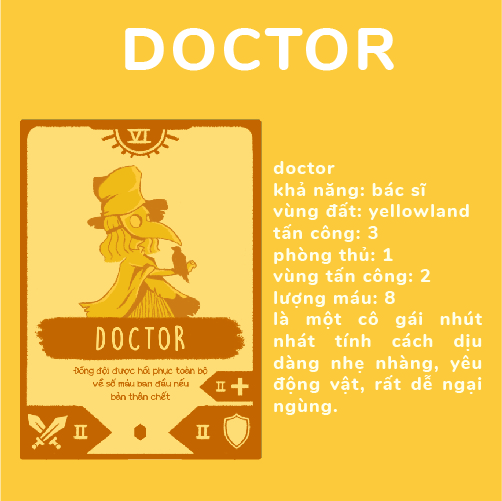 DOCTOR
VI
DOCTOR
Đồng đội được hồi phục toàn bộ
về số máu ban đầu nếu
bản thân chết
II
II
II
doctor
khả năng: bác sĩ
vùng đất: yellowland
tấn công: 3
phòng thủ: 1
vùng tấn công: 2
lượng máu: 8
là một cô gái nhút
nhát tính cách dịu
dàng nhẹ nhàng, yêu
động vật, rất dễ ngại
ngùng.